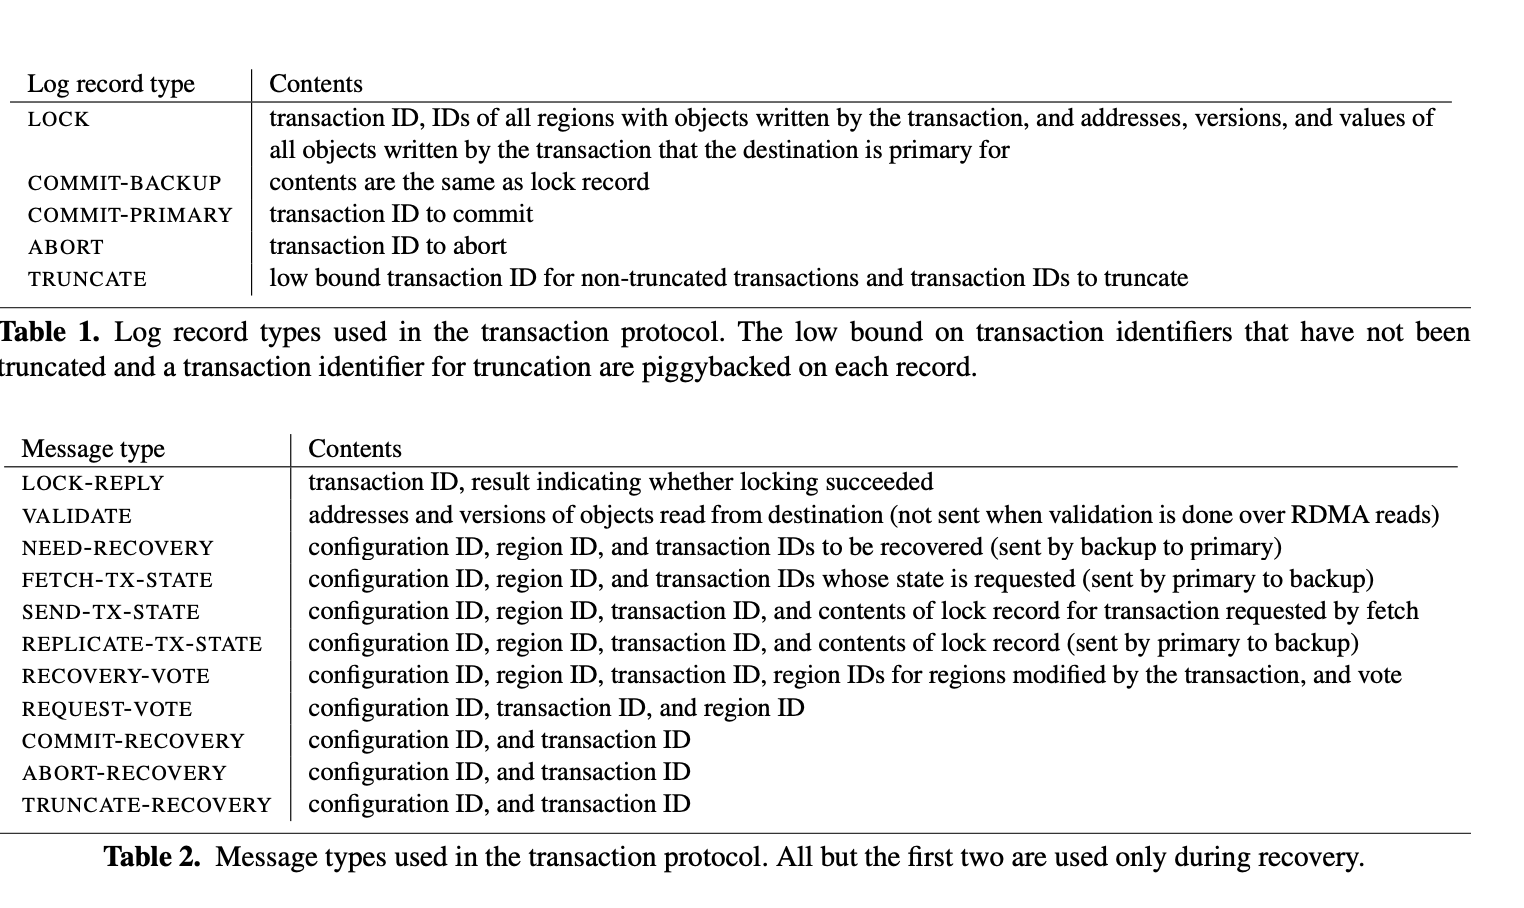 Log record type Contents
LOCK transaction ID, IDs of all regions with objects written by the transaction, and addresses, versions, and values of
all objects written by the transaction that the destination is primary for
COMMIT-BACKUP contents are the same as lock record
COMMIT-PRIMARY transaction ID to commit
ABORT transaction ID to abort
TRUNCATE low bound transaction ID for non-truncated transactions and transaction IDs to truncate
Table 1. Log record types used in the transaction protocol. The low bound on transaction identifiers that have not been
truncated and a transaction identifier for truncation are piggybacked on each record.
Message type Contents
LOCK-REPLY transaction ID, result indicating whether locking succeeded
VALIDATE addresses and versions of objects read from destination (not sent when validation is done over RDMA reads)
NEED-RECOVERY configuration ID, region ID, and transaction IDs to be recovered (sent by backup to primary)
FETCH-TX-STATE configuration ID, region ID, and transaction IDs whose state is requested (sent by primary to backup)
SEND-TX-STATE configuration ID, region ID, transaction ID, and contents of lock record for transaction requested by fetch
REPLICATE-TX-STATE configuration ID, region ID, transaction ID, and contents of lock record (sent by primary to backup)
RECOVERY-VOTE configuration ID, region ID, transaction ID, region IDs for regions modified by the transaction, and vote
REQUEST-VOTE configuration ID, transaction ID, and region ID
COMMIT-RECOVERY configuration ID, and transaction ID
ABORT-RECOVERY configuration ID, and transaction ID
TRUNCATE-RECOVERY configuration ID, and transaction ID
Table 2. Message types used in the transaction protocol. All but the first two are used only during recovery.